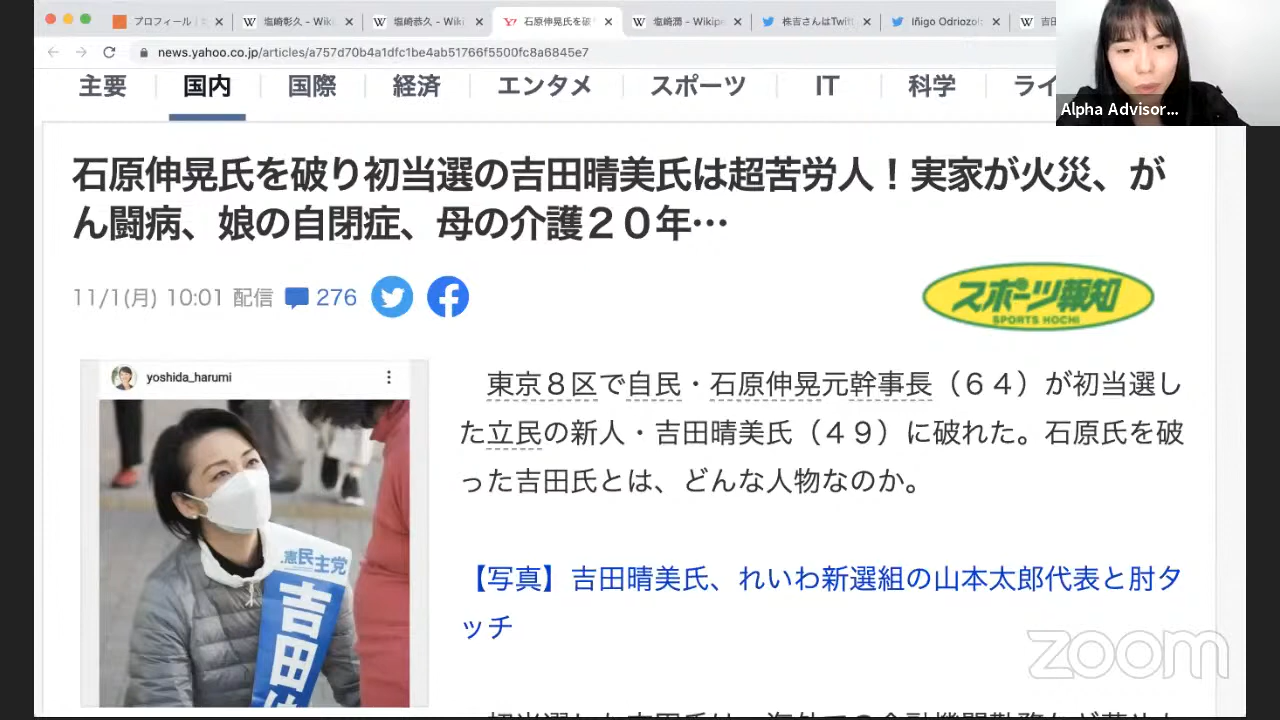 プロフィール |
塩崎彰久 - Wiki
塩崎恭久 - Wiki
石原伸晃氏を破り
塩崎潤 - Wikipe
株吉さんはTwitt
Iñigo Odriozol
吉田
news.yahoo.co.jp/articles/a757d70b4a1dfc1be4ab51766f5500fc8a6845e7
主要 国内 国際 経済 エンタメ スポーツ IT 科学 ライ
Alpha Advisor...
石原伸晃氏を破り初当選の吉田晴美氏は超苦労人！実家が火災、が
ん闘病、娘の自閉症、母の介護２０年…
11/1(月) 10:01 配信 276
スポーツ報知
SPORTS HOCHI
yoshida_harumi
憲民主党
吉田
東京８区で自民・石原伸晃元幹事長（６４）が初当選し
た立民の新人・吉田晴美氏（４９）に破れた。石原氏を破
った吉田氏とは、どんな人物なのか。
【写真】吉田晴美氏、れいわ新選組の山本太郎代表と肘タ
ッチ
zoom